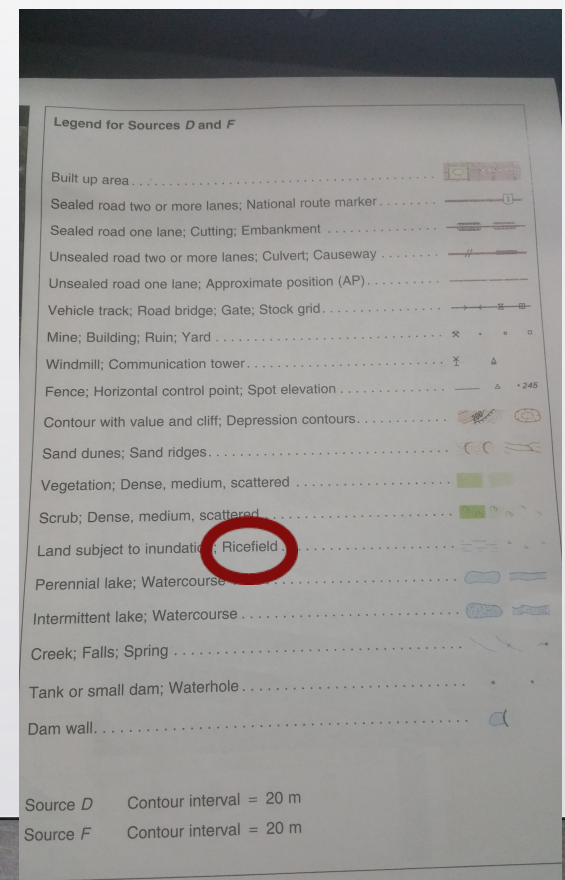 Legend for Sources D and F
Built up area
Sealed road two or more lanes; National route marker
1
Sealed road one lane; Cutting; Embankment
Unsealed road two or more lanes; Culvert; Causeway
Unsealed road one lane; Approximate position (AP)
Vehicle track; Road bridge; Gate; Stock grid
Mine; Building; Ruin; Yard
Windmill; Communication tower
Fence; Horizontal control point; Spot elevation
•245
Contour with value and cliff; Depression contours
Sand dunes; Sand ridges
Vegetation; Dense, medium, scattered
Scrub; Dense, medium, scattered
Land subject to inundation; Ricefield
Perennial lake; Watercourse
Intermittent lake; Watercourse
Creek; Falls; Spring
Tank or small dam; Waterhole
Dam wall
Source D Contour interval = 20 m
Source F Contour interval = 20 m